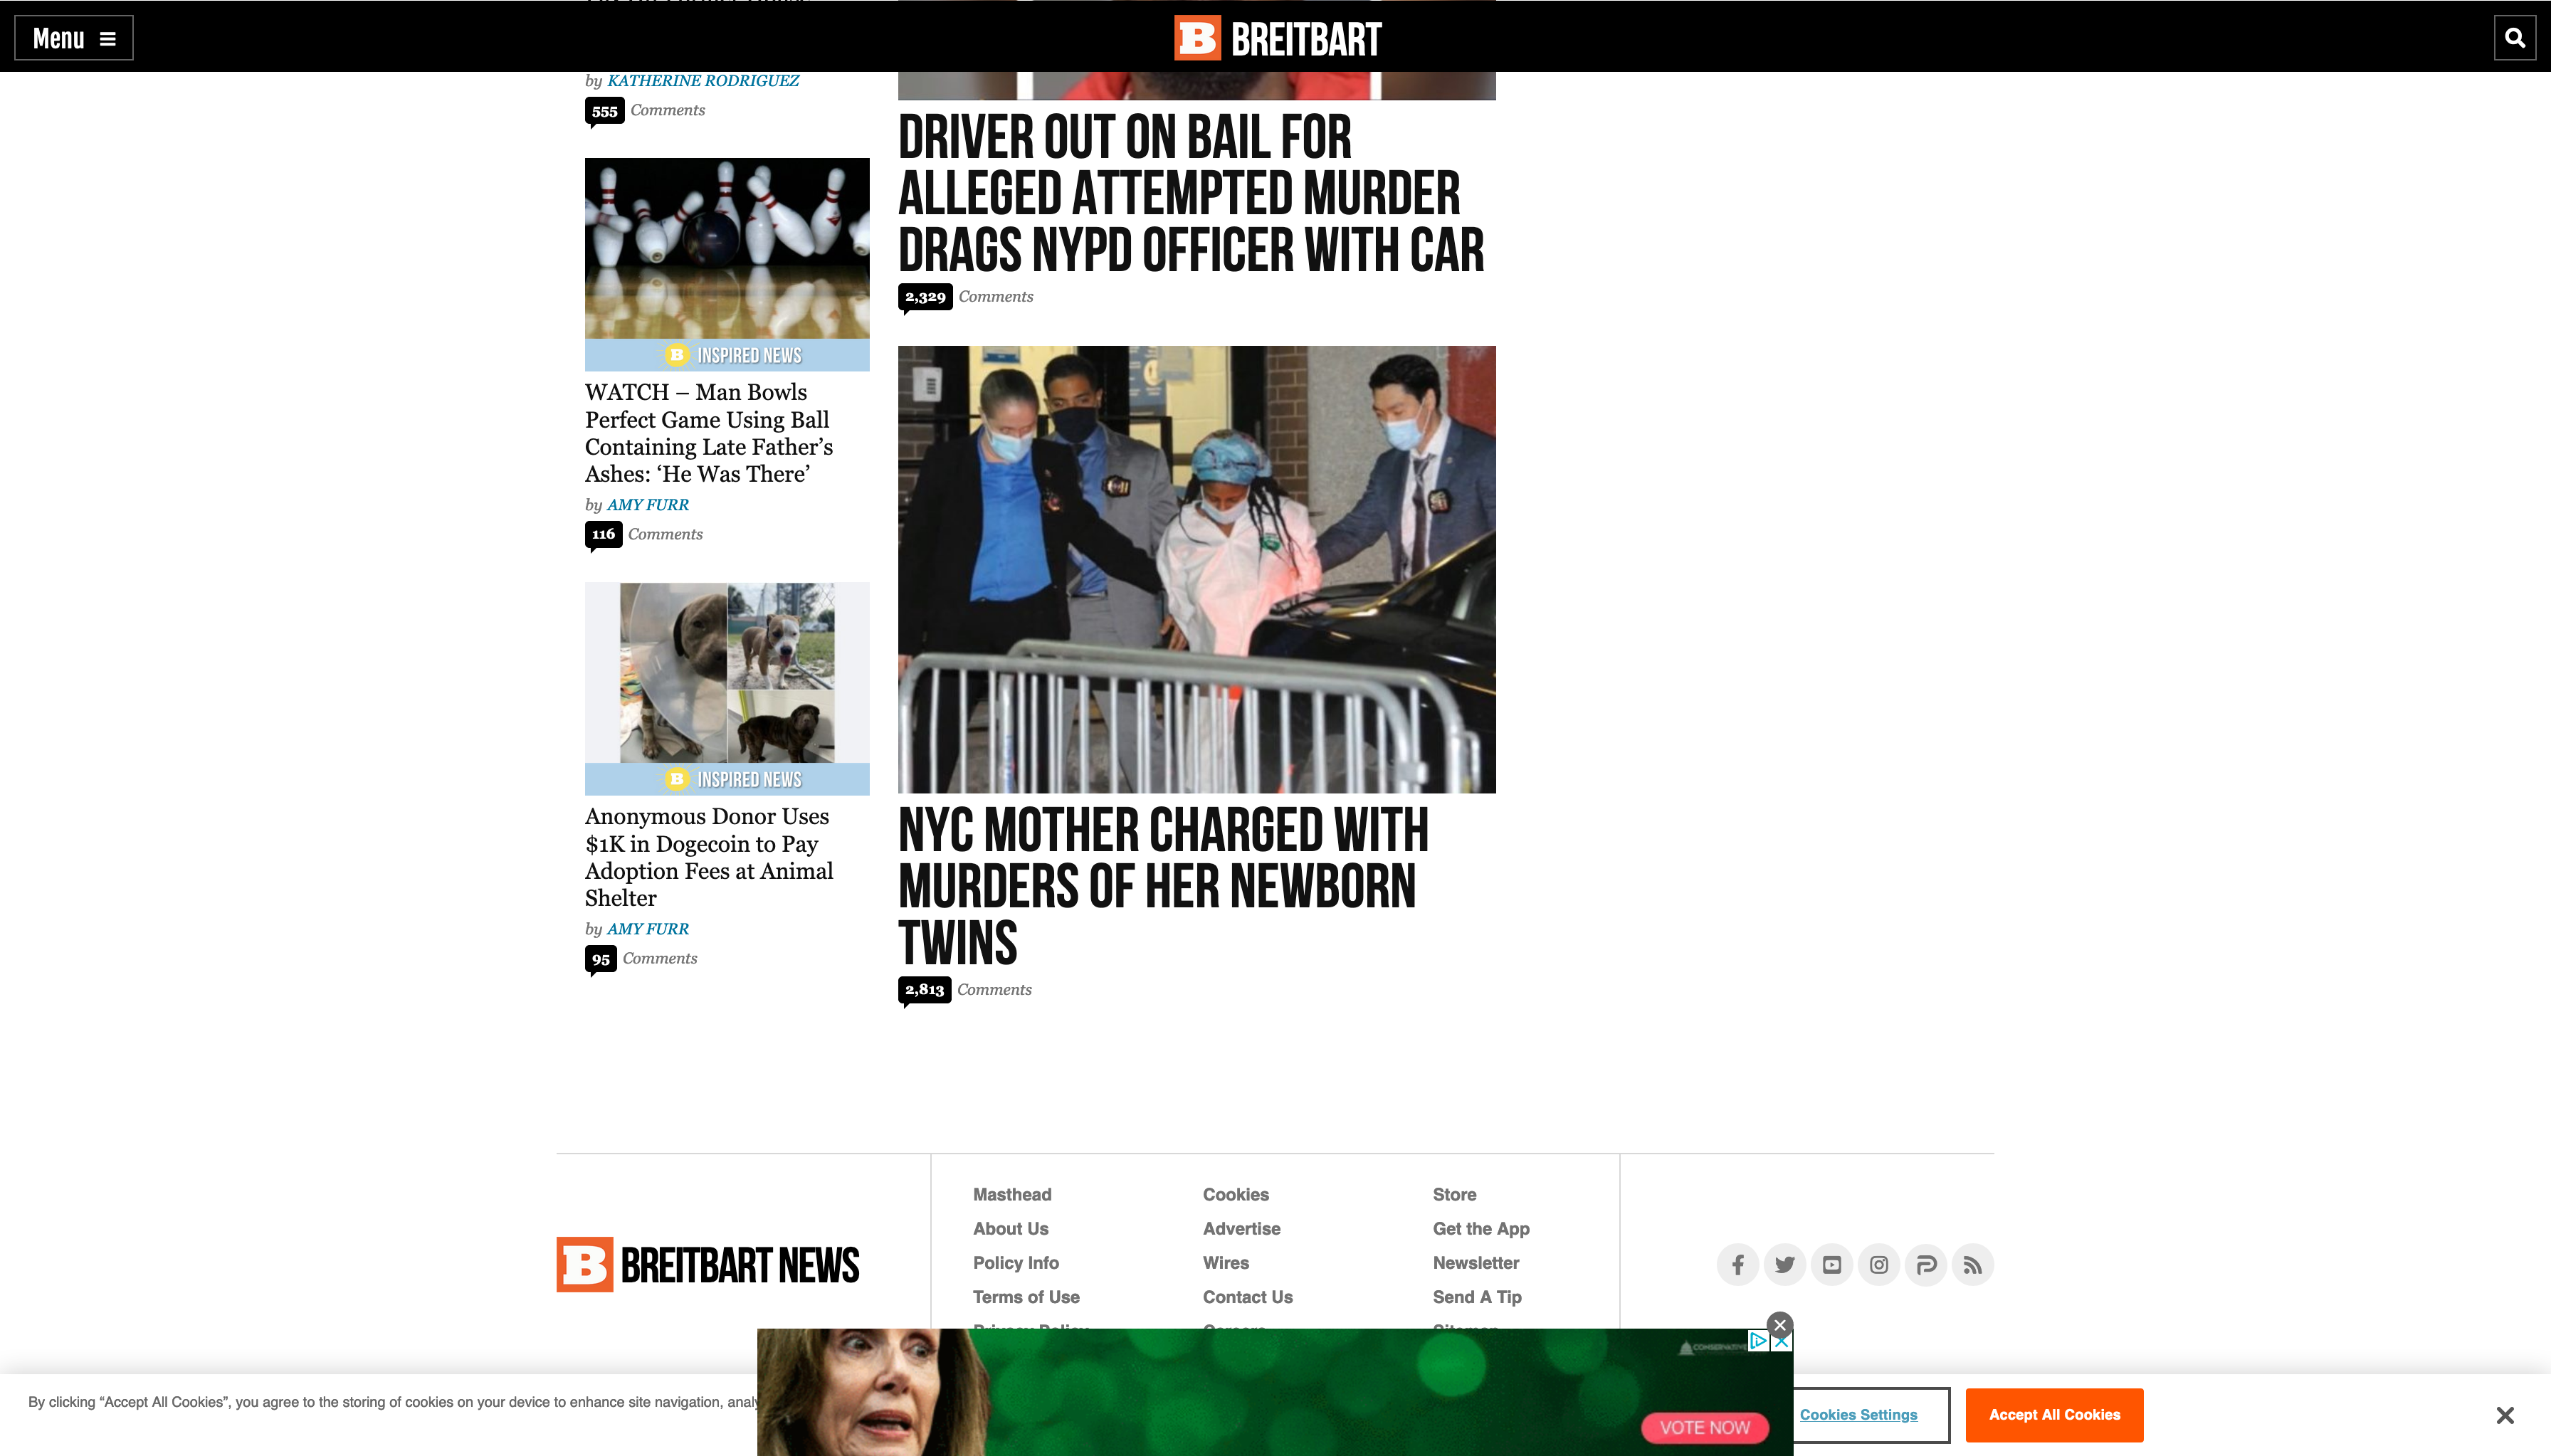 Menu
BREITBART
by KATHERINE RODRIGUEZ
555 Comments
INSPIRED NEWS
WATCH – Man Bowls
Perfect Game Using Ball
Containing Late Father’s
Ashes: ‘He Was There’
by AMY FURR
116 Comments
INSPIRED NEWS
Anonymous Donor Uses
$1K in Dogecoin to Pay
Adoption Fees at Animal
Shelter
by AMY FURR
95 Comments
DRIVER OUT ON BAIL FOR
ALLEGED ATTEMPTED MURDER
DRAGS NYPD OFFICER WITH CAR
2,329 Comments
NYC MOTHER CHARGED WITH
MURDERS OF HER NEWBORN
TWINS
2,813 Comments
BREITBART NEWS
Masthead
About Us
Policy Info
Terms of Use
Privacy Policy
Cookies
Advertise
Wires
Contact Us
Careers
Store
Get the App
Newsletter
Send A Tip
Sitemap
VOTE NOW
By clicking “Accept All Cookies”, you agree to the storing of cookies on your device to enhance site navigation,
Cookies Settings
Accept All Cookies